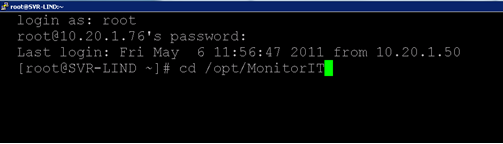 root@SVR-LIND:~
login as: root
root@10.20.1.76's password:
Last login: Fri May  6 11:56:47 2011 from 10.20.1.50
[root@SVR-LIND ~]# cd /opt/MonitorIT